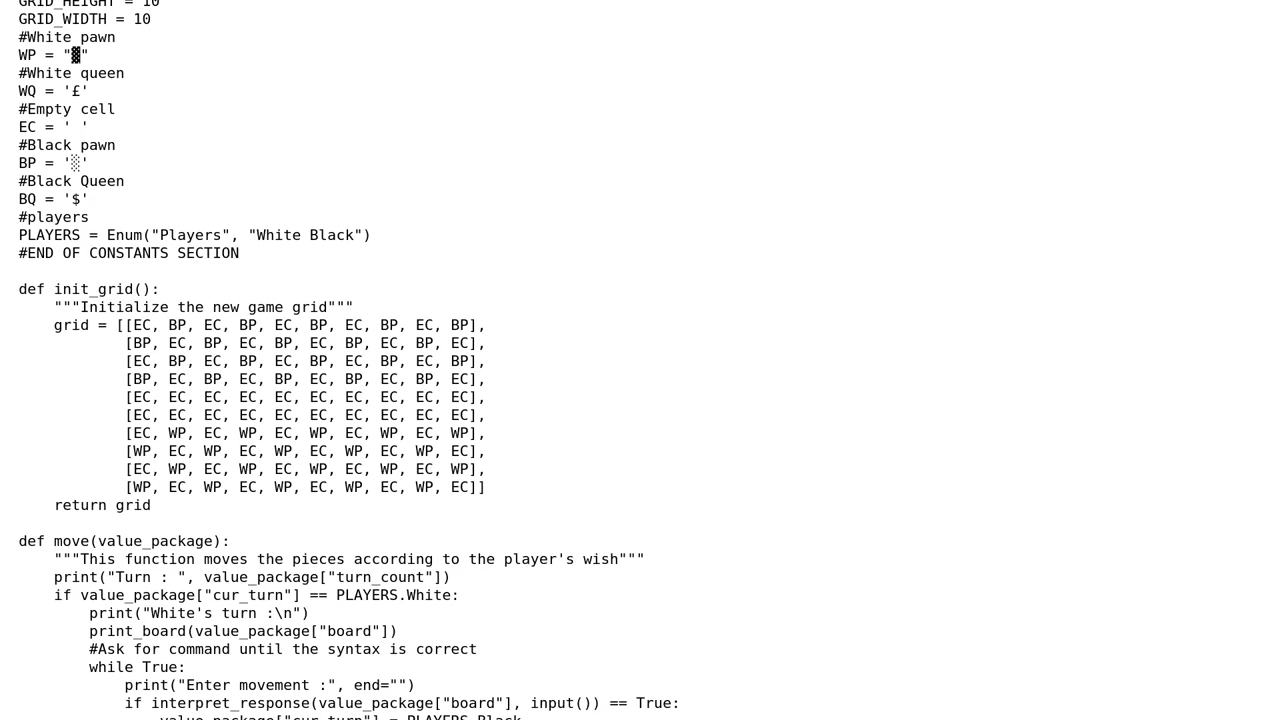 GRID_HEIGHT = 10
GRID_WIDTH = 10
#White pawn
WP = "▓"
#White queen
WQ = '£'
#Empty cell
EC = ' '
#Black pawn
BP = '░'
#Black Queen
BQ = '$'
#players
PLAYERS = Enum("Players", "White Black")
#END OF CONSTANTS SECTION

def init_grid():
    """Initialize the new game grid"""
    grid = [[EC, BP, EC, BP, EC, BP, EC, BP, EC, BP],
            [BP, EC, BP, EC, BP, EC, BP, EC, BP, EC],
            [EC, BP, EC, BP, EC, BP, EC, BP, EC, BP],
            [BP, EC, BP, EC, BP, EC, BP, EC, BP, EC],
            [EC, EC, EC, EC, EC, EC, EC, EC, EC, EC],
            [EC, EC, EC, EC, EC, EC, EC, EC, EC, EC],
            [EC, WP, EC, WP, EC, WP, EC, WP, EC, WP],
            [WP, EC, WP, EC, WP, EC, WP, EC, WP, EC],
            [EC, WP, EC, WP, EC, WP, EC, WP, EC, WP],
            [WP, EC, WP, EC, WP, EC, WP, EC, WP, EC]]
    return grid

def move(value_package):
    """This function moves the pieces according to the player's wish"""
    print("Turn : ", value_package["turn_count"])
    if value_package["cur_turn"] == PLAYERS.White:
        print("White's turn :\n")
        print_board(value_package["board"])
        #Ask for command until the syntax is correct
        while True:
            print("Enter movement :", end="")
            if interpret_response(value_package["board"], input()) == True:
                value_package["cur_turn"] = PLAYERS.Black